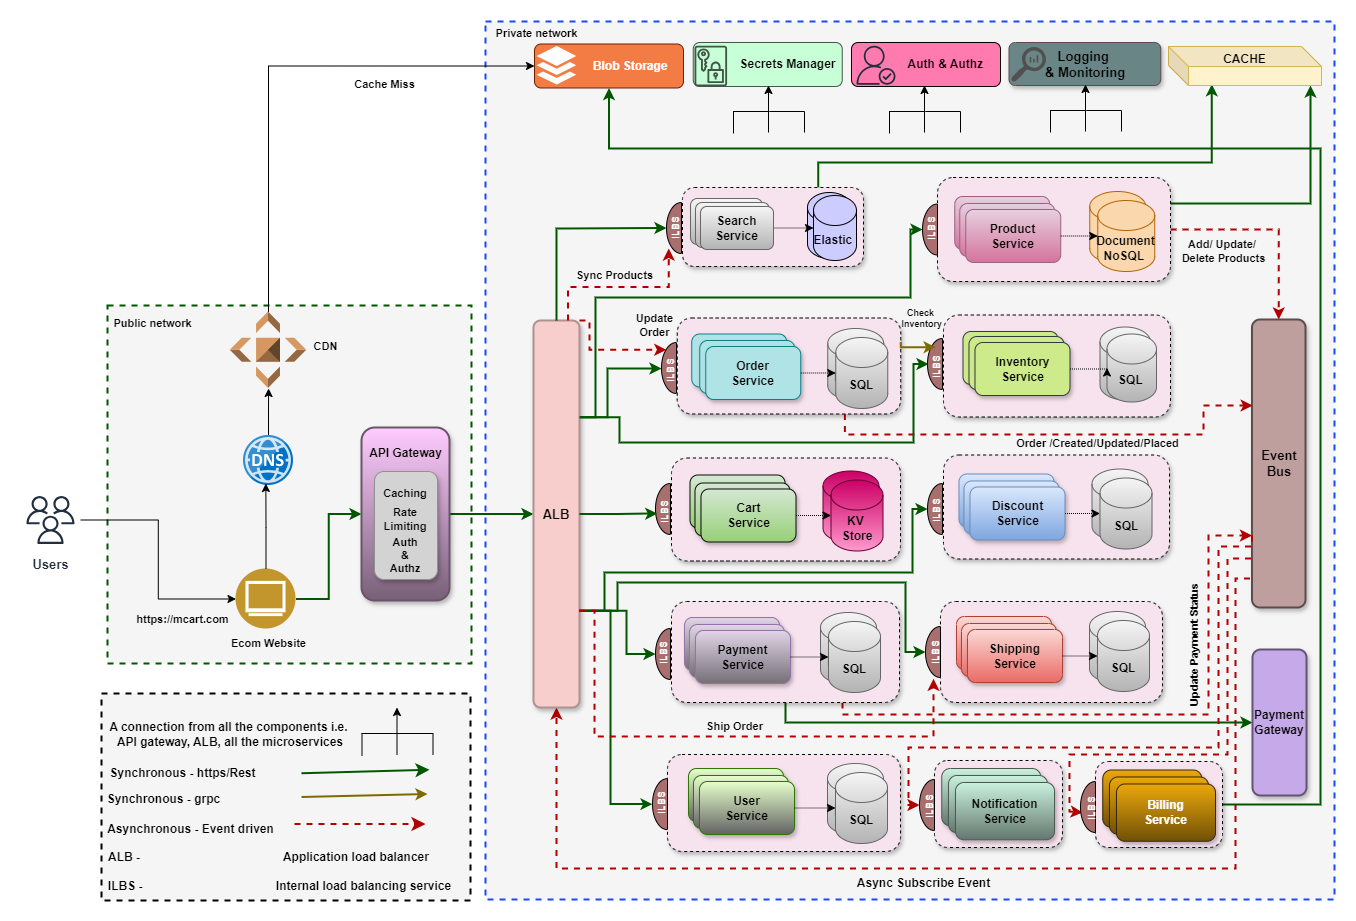 Private network
Blob Storage
Secrets Manager
Auth & Authz
Logging
& Monitoring
CACHE
Cache Miss
ILBS
Search
Service
Elastic
ILBS
Product
Service
Document
NoSQL
Add/ Update/
Delete Products
Sync Products
Public network
CDN
Update
Order
ILBS
Order
Service
SQL
Check
Inventory
ILBS
Inventory
Service
SQL
Order /Created/Updated/Placed
Event
Bus
DNS
API Gateway
Caching
Rate
Limiting
Auth
&
Authz
ALB
ILBS
Cart
Service
KV
Store
ILBS
Discount
Service
SQL
Users
https://mcart.com
Ecom Website
ILBS
Payment
Service
SQL
ILBS
Shipping
Service
SQL
Update Payment Status
Ship Order
Payment
Gateway
ILBS
User
Service
SQL
ILBS
Notification
Service
ILBS
Billing
Service
Async Subscribe Event
A connection from all the components i.e.
API gateway, ALB, all the microservices
Synchronous - https/Rest
Synchronous - grpc
Asynchronous - Event driven
ALB - Application load balancer
ILBS - Internal load balancing service